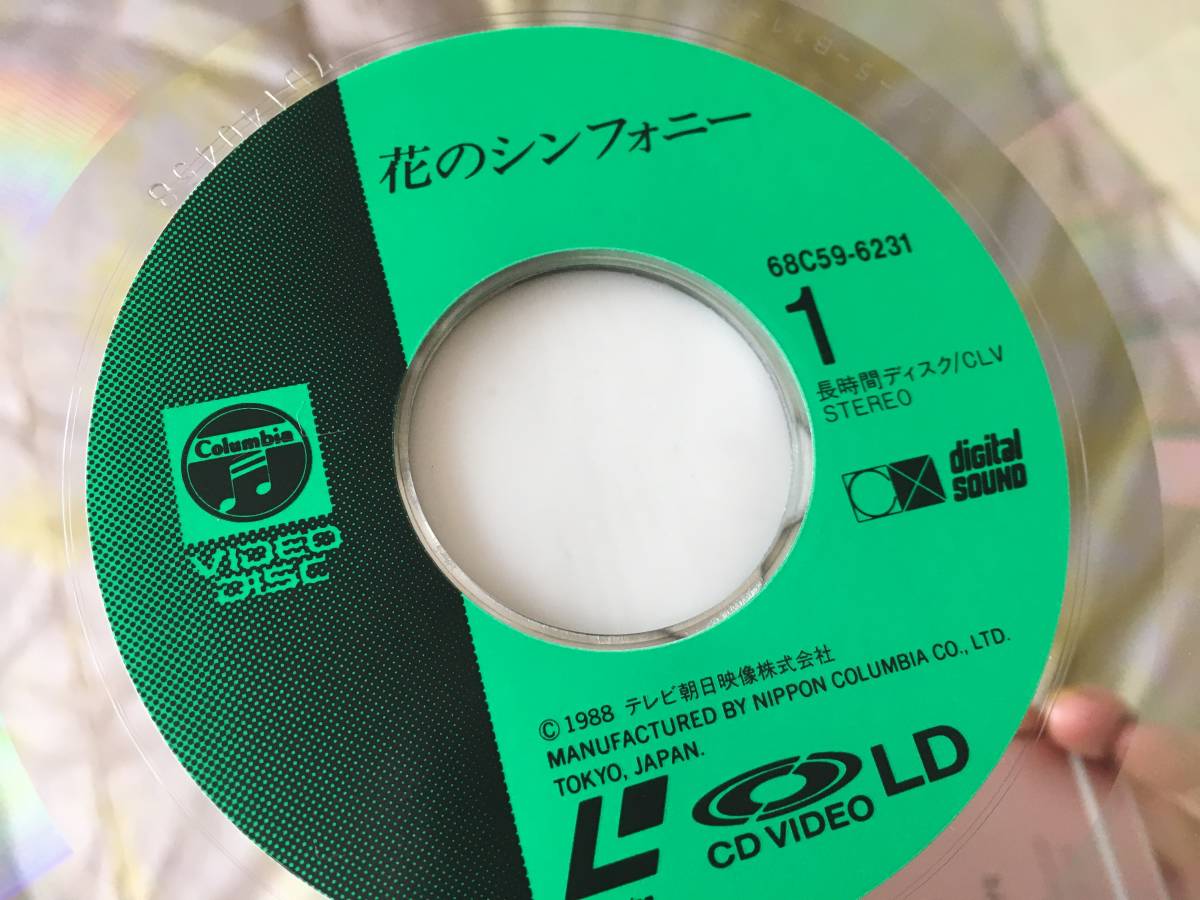 花のシンフォニー
68C59-6231
1
長時間ディスク/CLV
STEREO
digital
SOUND
Columbia
VIDEO
DISC
©1988 テレビ朝日映像株式会社
MANUFACTURED BY NIPPON COLUMBIA CO., LTD.
TOKYO, JAPAN.
CD VIDEO LD